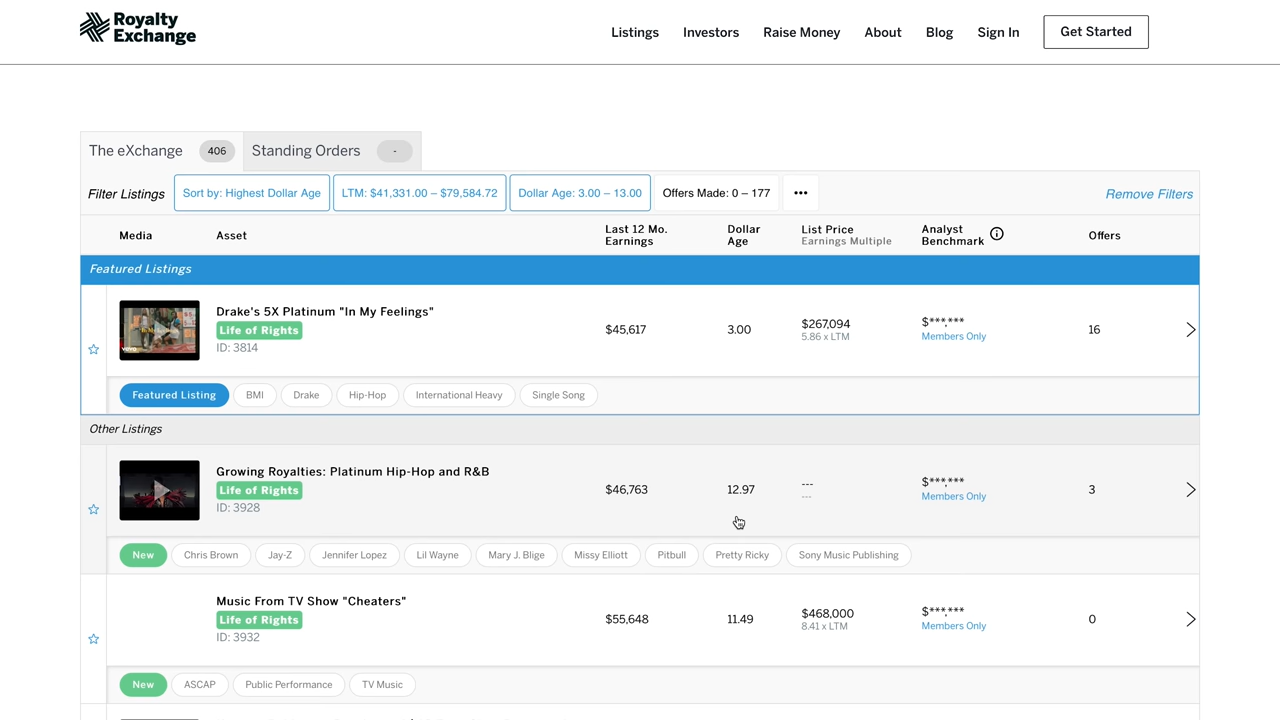 Royalty
Exchange
Listings Investors Raise Money About Blog Sign In Get Started
The eXchange 406 Standing Orders -
Filter Listings Sort by: Highest Dollar Age LTM: $41,331.00 – $79,584.72 Dollar Age: 3.00 – 13.00 Offers Made: 0 – 177 ••• Remove Filters
Media Asset Last 12 Mo. Earnings Dollar Age List Price Earnings Multiple Analyst Benchmark Offers
Featured Listings
Drake's 5X Platinum "In My Feelings"
Life of Rights
ID: 3814
$45,617 3.00 $267,094 $***,*** 16
5.86 x LTM Members Only
Featured Listing BMI Drake Hip-Hop International Heavy Single Song
Other Listings
Growing Royalties: Platinum Hip-Hop and R&B
Life of Rights
ID: 3928
$46,763 12.97 --- $***,*** 3
--- Members Only
New Chris Brown Jay-Z Jennifer Lopez Lil Wayne Mary J. Blige Missy Elliott Pitbull Pretty Ricky Sony Music Publishing
Music From TV Show "Cheaters"
Life of Rights
ID: 3932
$55,648 11.49 $468,000 $***,*** 0
8.41 x LTM Members Only
New ASCAP Public Performance TV Music